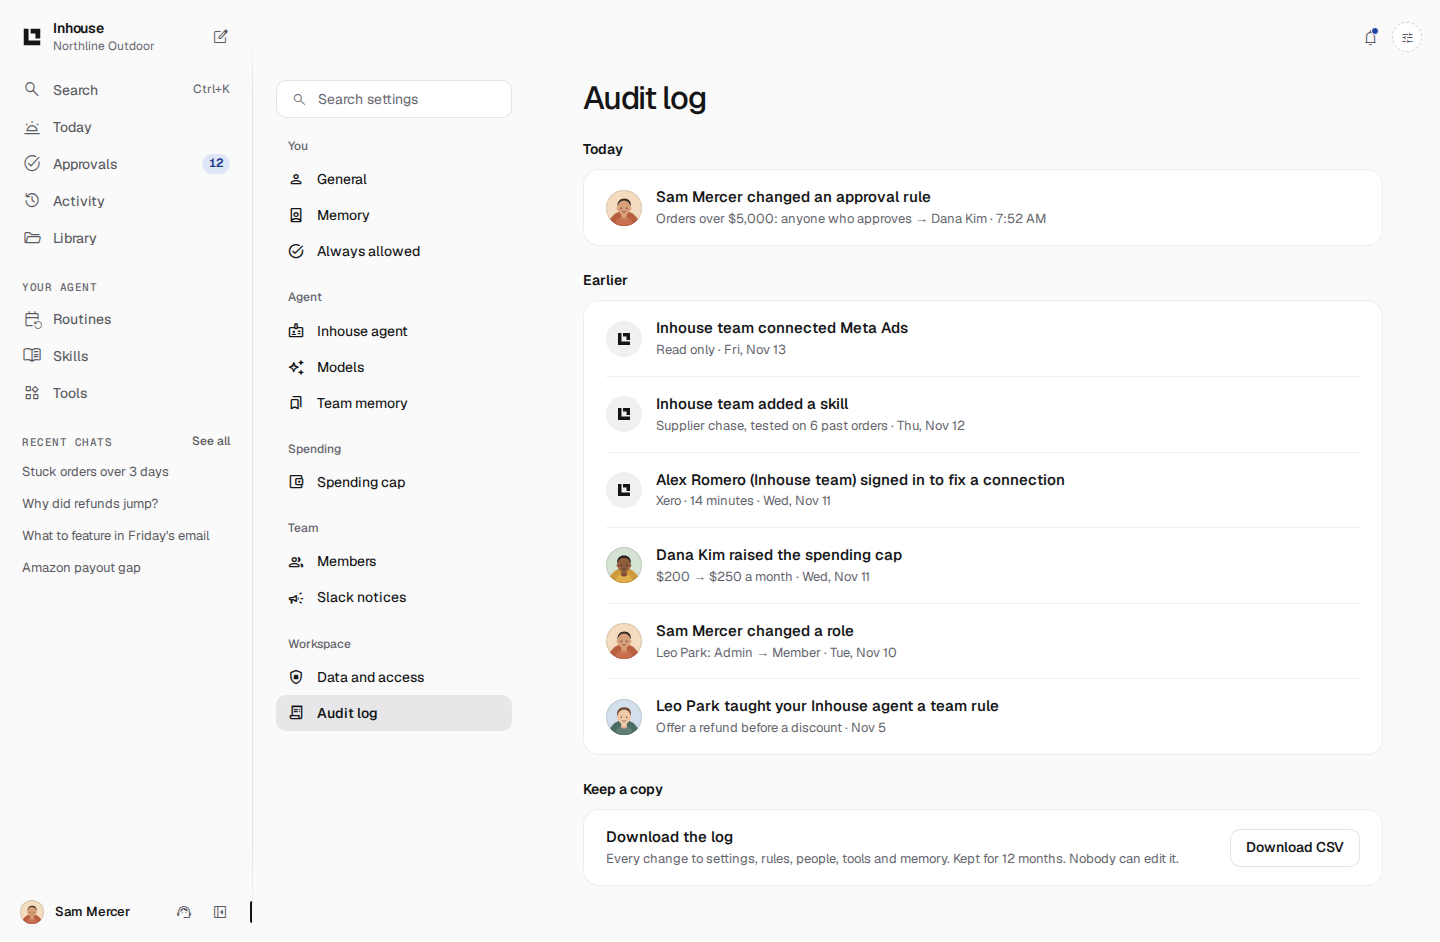 Inhouse
Northline Outdoor
Search Ctrl+K
Today
Approvals 12
Activity
Library
YOUR AGENT
Routines
Skills
Tools
RECENT CHATS See all
Stuck orders over 3 days
Why did refunds jump?
What to feature in Friday's email
Amazon payout gap
Sam Mercer
Search settings
You
General
Memory
Always allowed
Agent
Inhouse agent
Models
Team memory
Spending
Spending cap
Team
Members
Slack notices
Workspace
Data and access
Audit log
Audit log
Today
Sam Mercer changed an approval rule
Orders over $5,000: anyone who approves → Dana Kim · 7:52 AM
Earlier
Inhouse team connected Meta Ads
Read only · Fri, Nov 13
Inhouse team added a skill
Supplier chase, tested on 6 past orders · Thu, Nov 12
Alex Romero (Inhouse team) signed in to fix a connection
Xero · 14 minutes · Wed, Nov 11
Dana Kim raised the spending cap
$200 → $250 a month · Wed, Nov 11
Sam Mercer changed a role
Leo Park: Admin → Member · Tue, Nov 10
Leo Park taught your Inhouse agent a team rule
Offer a refund before a discount · Nov 5
Keep a copy
Download the log
Every change to settings, rules, people, tools and memory. Kept for 12 months. Nobody can edit it.
Download CSV